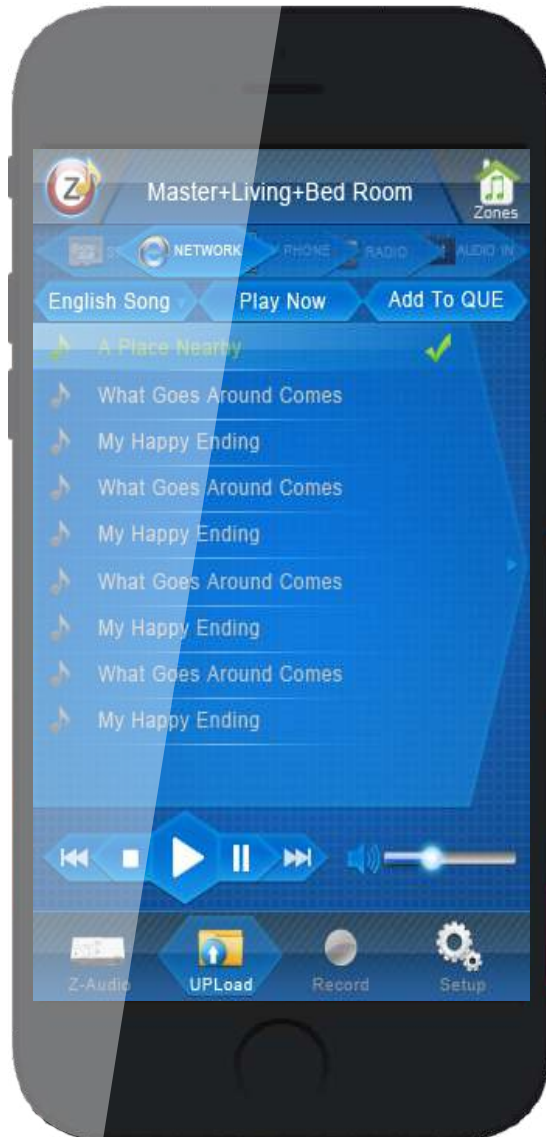 Z
Master+Living+Bed Room
Zones
NETWORK PHONE RADIO AUDIO IN
English Song Play Now Add To QUE
A Place Nearby
What Goes Around Comes
My Happy Ending
What Goes Around Comes
My Happy Ending
What Goes Around Comes
My Happy Ending
What Goes Around Comes
My Happy Ending
Z-Audio UPLoad Record Setup